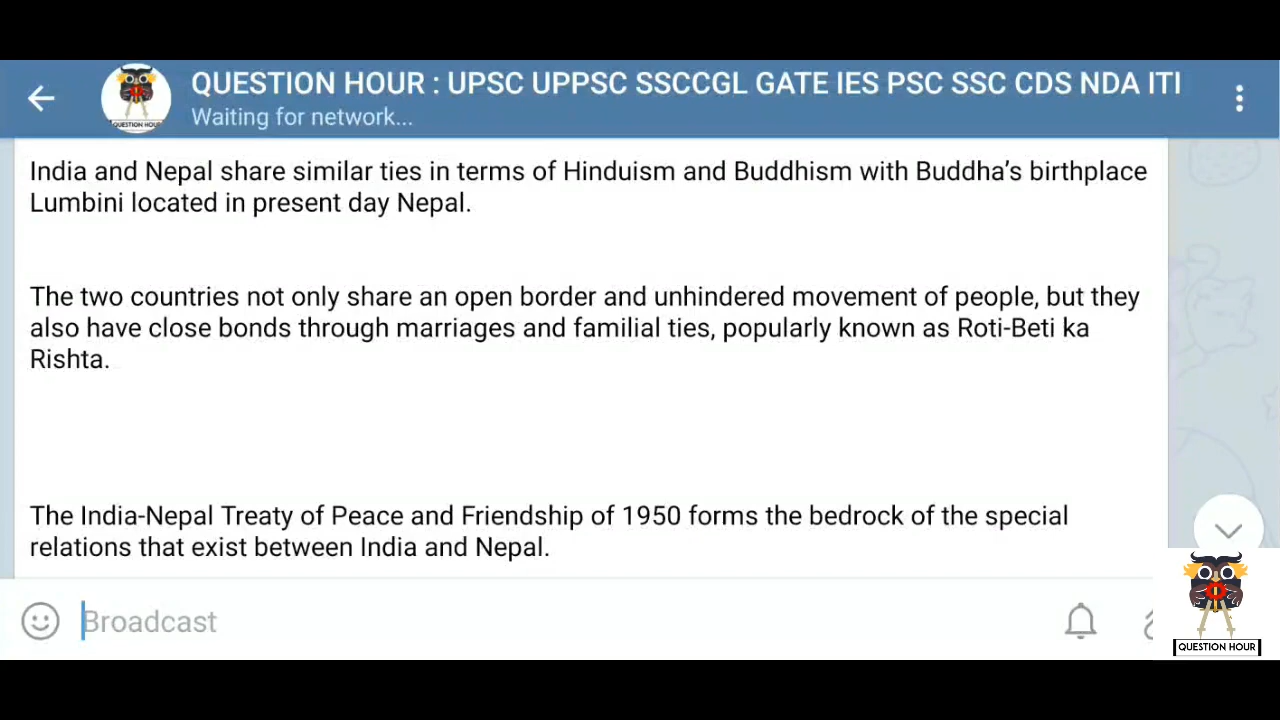 QUESTION HOUR : UPSC UPPSC SSCCGL GATE IES PSC SSC CDS NDA ITI
Waiting for network...
QUESTION HOUR
India and Nepal share similar ties in terms of Hinduism and Buddhism with Buddha’s birthplace
Lumbini located in present day Nepal.
The two countries not only share an open border and unhindered movement of people, but they
also have close bonds through marriages and familial ties, popularly known as Roti-Beti ka
Rishta.
The India-Nepal Treaty of Peace and Friendship of 1950 forms the bedrock of the special
relations that exist between India and Nepal.
Broadcast
QUESTION HOUR